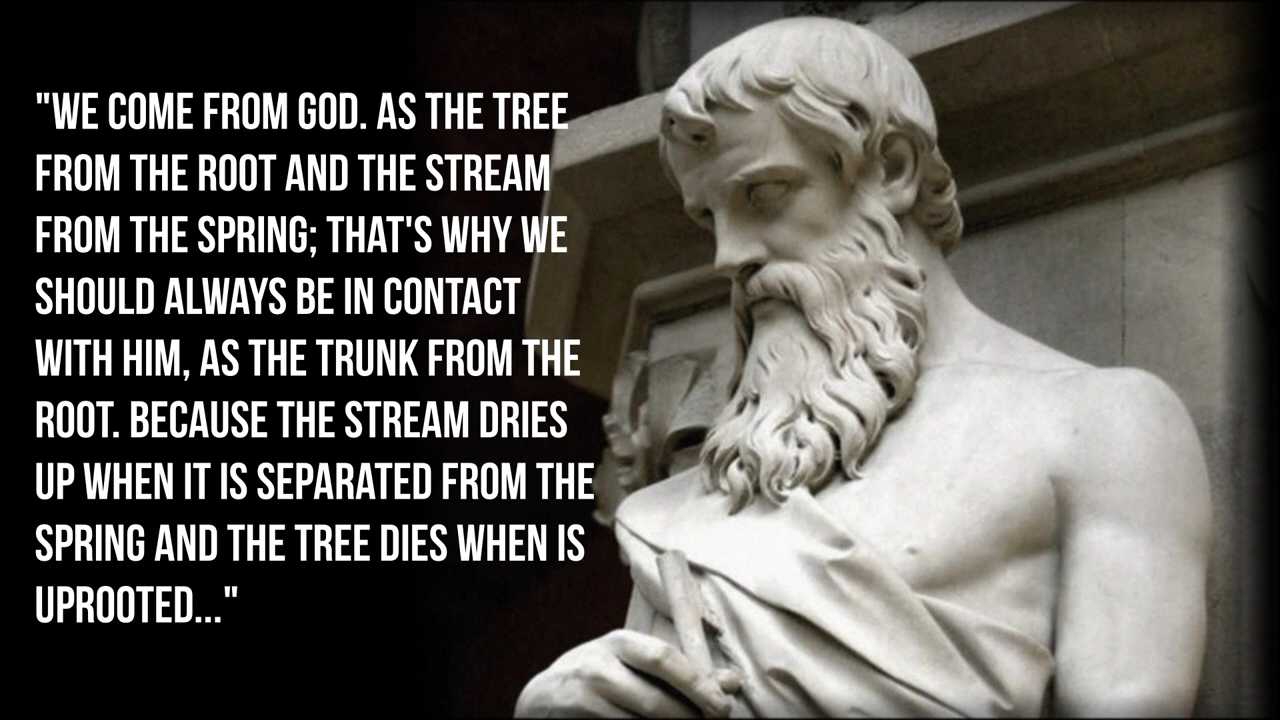 "WE COME FROM GOD. AS THE TREE
FROM THE ROOT AND THE STREAM
FROM THE SPRING; THAT'S WHY WE
SHOULD ALWAYS BE IN CONTACT
WITH HIM, AS THE TRUNK FROM THE
ROOT. BECAUSE THE STREAM DRIES
UP WHEN IT IS SEPARATED FROM THE
SPRING AND THE TREE DIES WHEN IS
UPROOTED..."